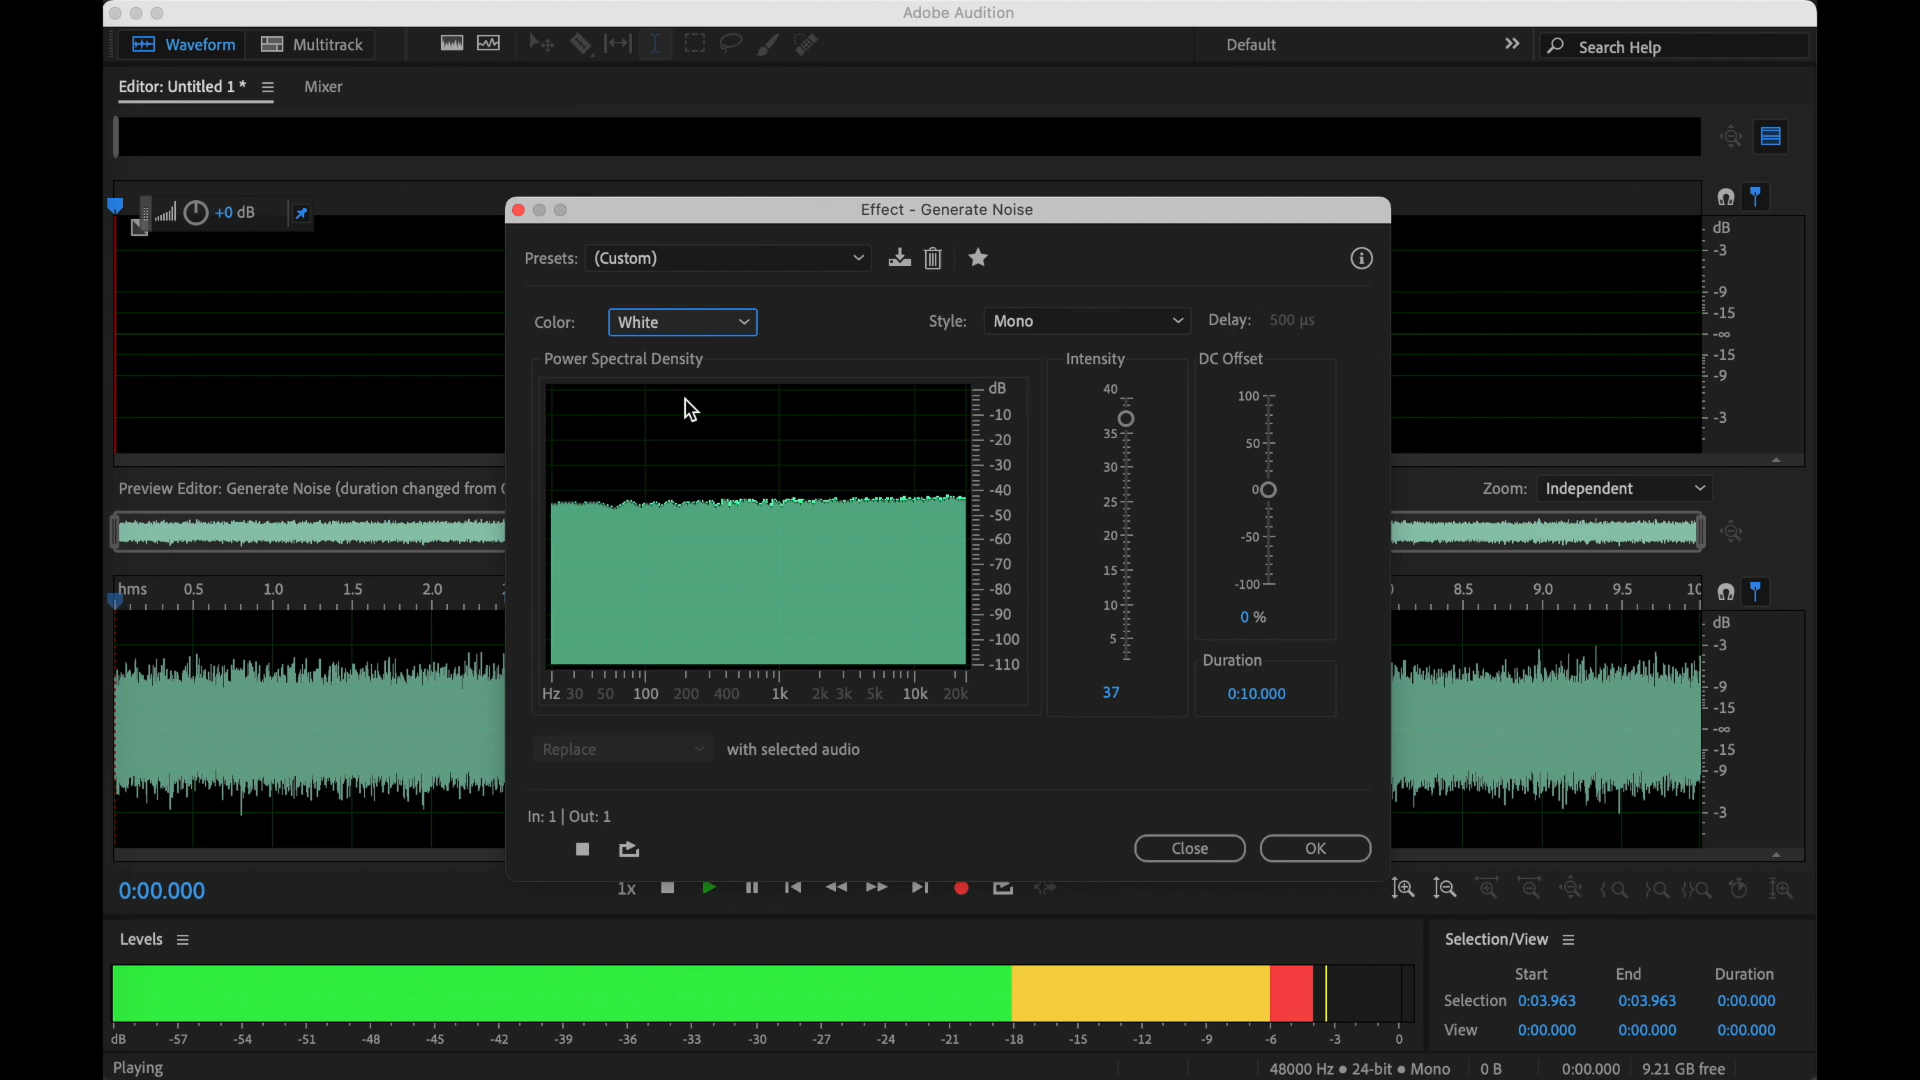 Adobe Audition
Waveform
Multitrack
Default
Search Help
Editor: Untitled 1 *
Mixer
+0 dB
Effect - Generate Noise
Presets: (Custom)
Color: White
Style: Mono
Delay: 500 µs
Power Spectral Density
Intensity
DC Offset
dB
-10
-20
-30
-40
-50
-60
-70
-80
-90
-100
-110
Hz 30 50 100 200 400 1k 2k 3k 5k 10k 20k
40
35
30
25
20
15
10
5
37
100
50
0
-50
-100
0 %
Duration
0:10.000
Replace
with selected audio
In: 1 | Out: 1
Close
OK
dB
-3
-9
-15
-∞
-15
-9
-3
Preview Editor: Generate Noise (duration changed from
Zoom: Independent
hms 0.5 1.0 1.5 2.0
8.5 9.0 9.5 10
dB
-3
-9
-15
-∞
-15
-9
-3
0:00.000
1x
Levels
dB -57 -54 -51 -48 -45 -42 -39 -36 -33 -30 -27 -24 -21 -18 -15 -12 -9 -6 -3 0
Selection/View
Start End Duration
Selection 0:03.963 0:03.963 0:00.000
View 0:00.000 0:00.000 0:00.000
Playing
48000 Hz ● 24-bit ● Mono
0 B
0:00.000
9.21 GB free